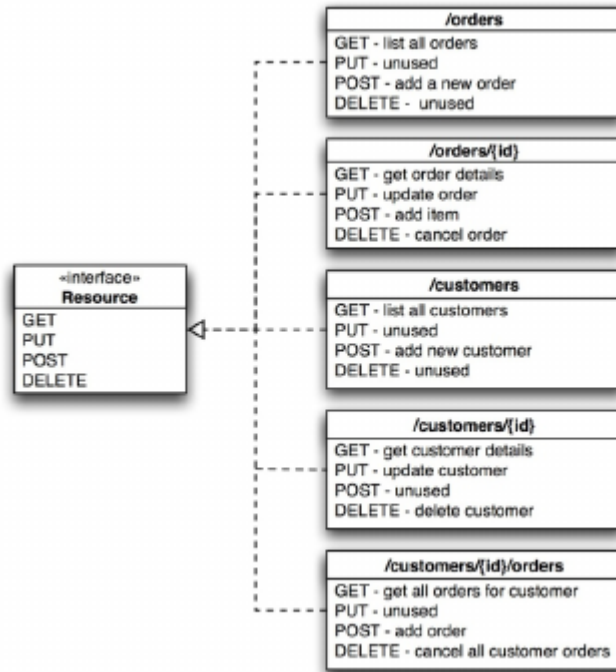 /orders
GET - list all orders
PUT - unused
POST - add a new order
DELETE -  unused
/orders/{id}
GET - get order details
PUT - update order
POST - add item
DELETE - cancel order
«interface»
Resource
GET
PUT
POST
DELETE
/customers
GET - list all customers
PUT - unused
POST - add new customer
DELETE - unused
/customers/{id}
GET - get customer details
PUT - update customer
POST - unused
DELETE - delete customer
/customers/{id}/orders
GET - get all orders for customer
PUT - unused
POST - add order
DELETE - cancel all customer orders